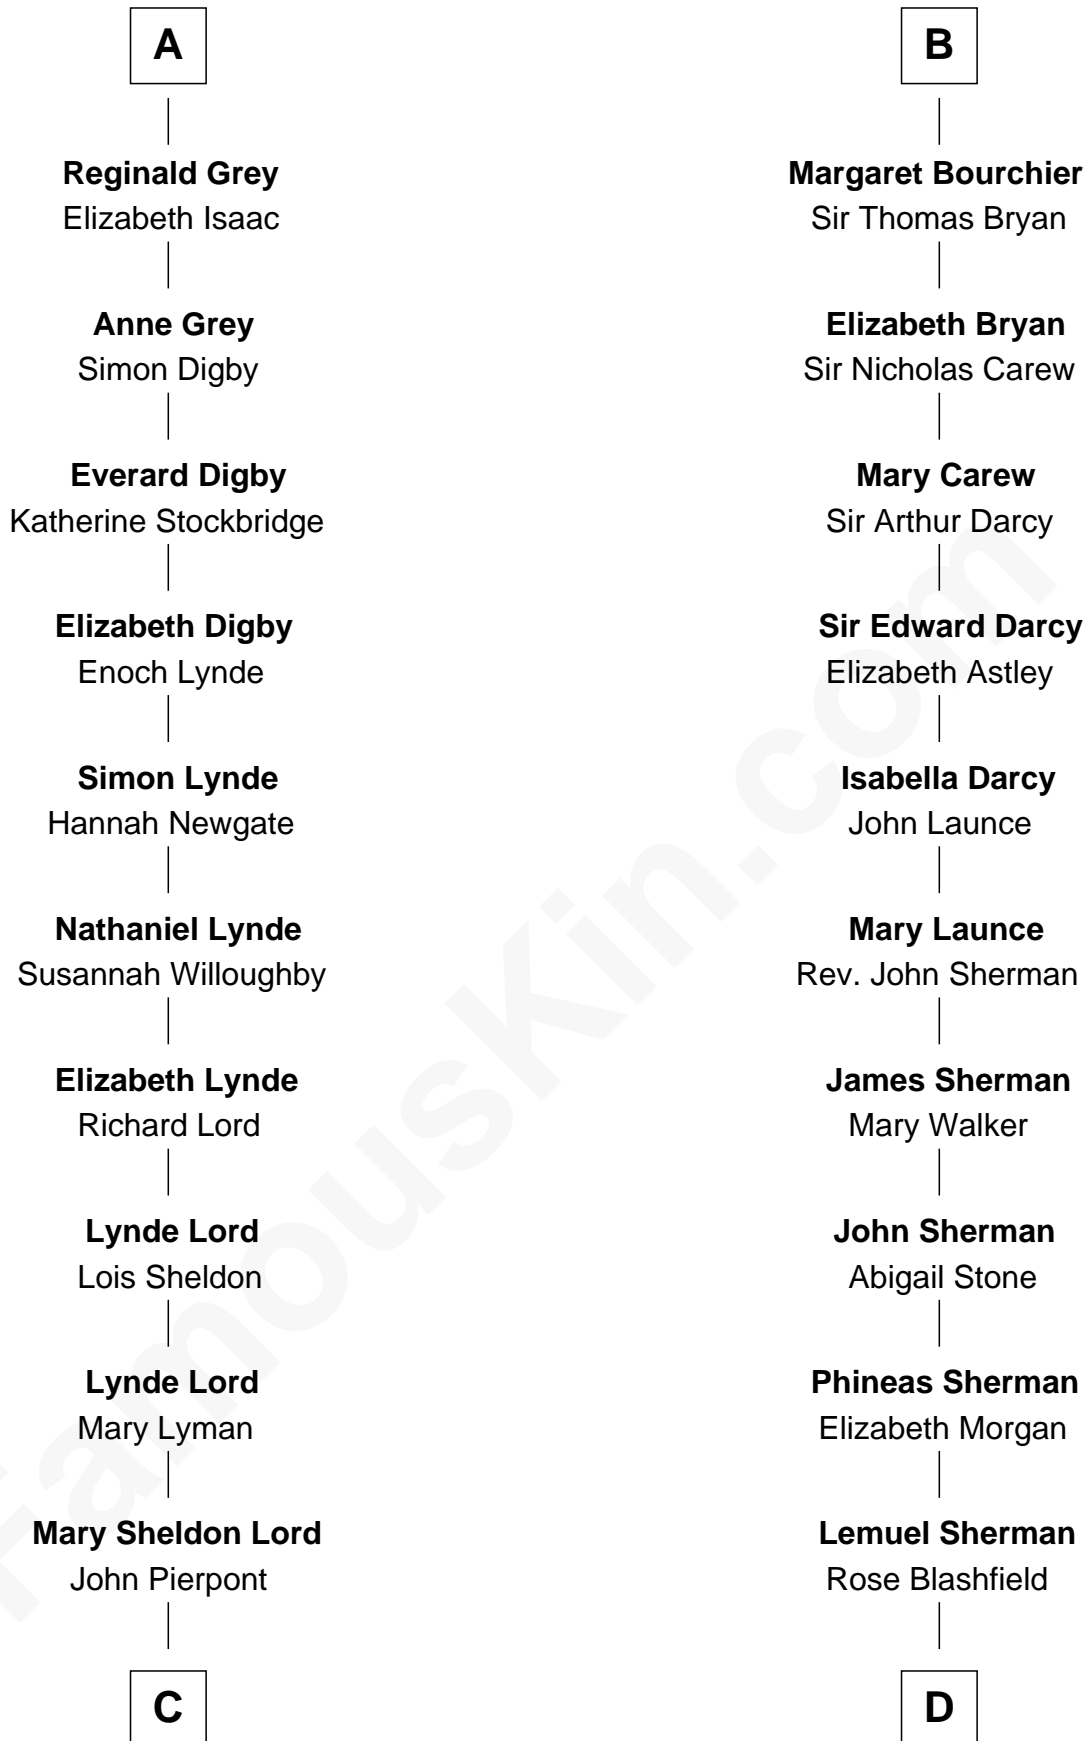 A
Reginald Grey
Elizabeth Isaac
Anne Grey
Simon Digby
Everard Digby
Katherine Stockbridge
Elizabeth Digby
Enoch Lynde
Simon Lynde
Hannah Newgate
Nathaniel Lynde
Susannah Willoughby
Elizabeth Lynde
Richard Lord
Lynde Lord
Lois Sheldon
Lynde Lord
Mary Lyman
Mary Sheldon Lord
John Pierpont
C
B
Margaret Bourchier
Sir Thomas Bryan
Elizabeth Bryan
Sir Nicholas Carew
Mary Carew
Sir Arthur Darcy
Sir Edward Darcy
Elizabeth Astley
Isabella Darcy
John Launce
Mary Launce
Rev. John Sherman
James Sherman
Mary Walker
John Sherman
Abigail Stone
Phineas Sherman
Elizabeth Morgan
Lemuel Sherman
Rose Blashfield
D
FamousKin.com